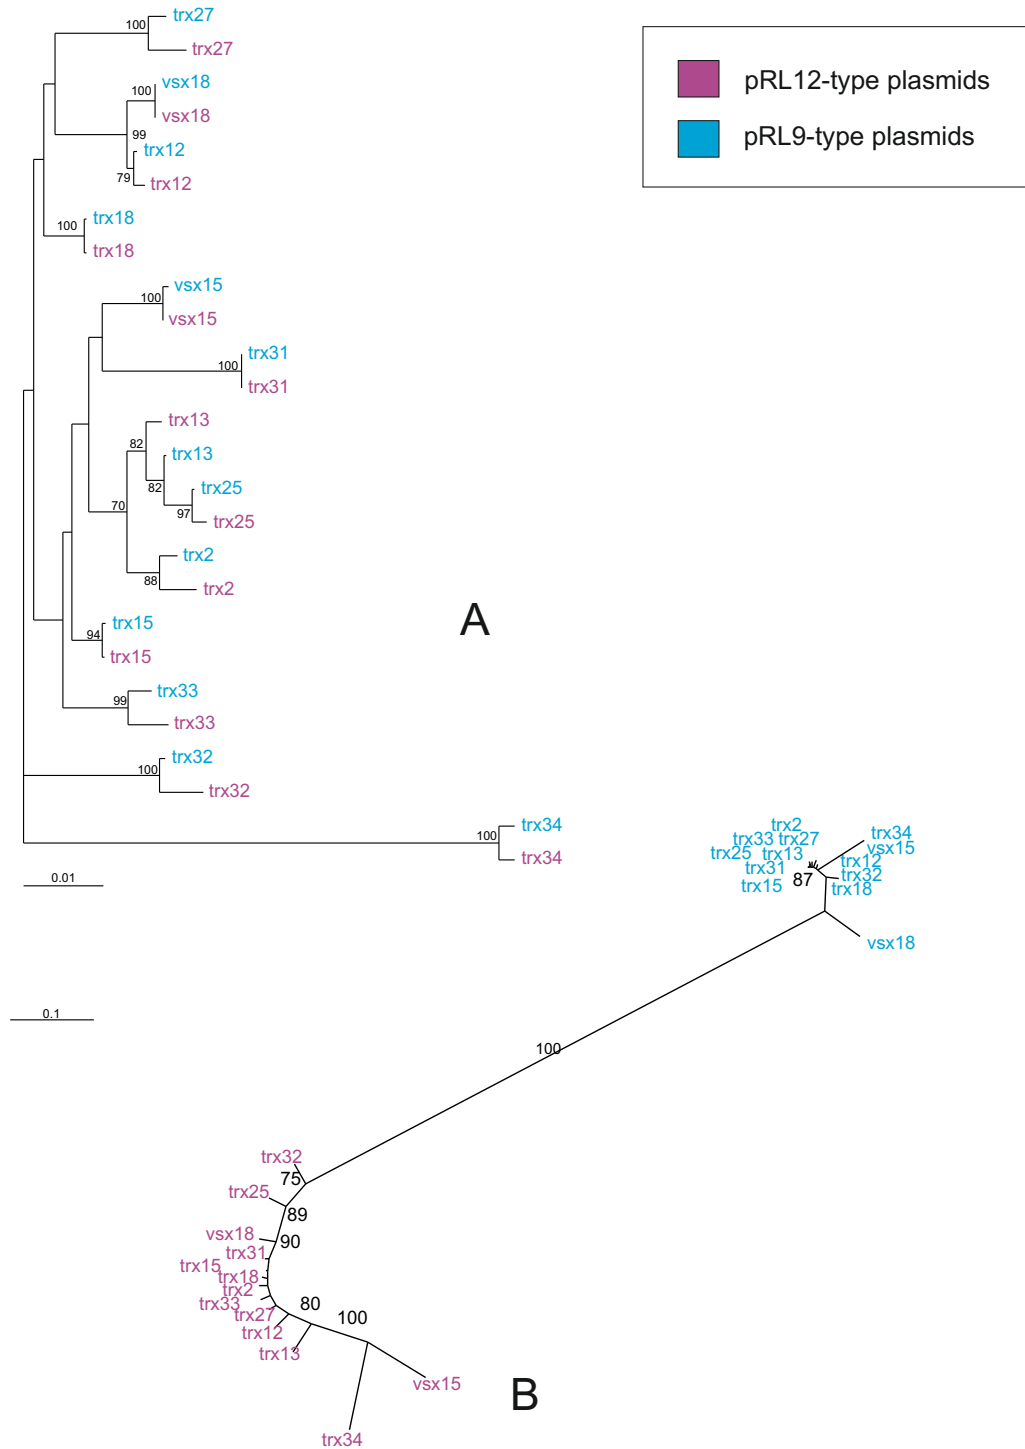 trx27
100
trx27
vsx18
100
vsx18
99
trx12
79
trx12
trx18
100
trx18
vsx15
100
vsx15
trx31
100
trx31
trx13
82
trx13
82
trx25
97
70
trx25
trx2
88
trx2
trx15
94
trx15
trx33
99
trx33
trx32
100
trx32
trx34
100
trx34
0.01
A
pRL12-type plasmids
pRL9-type plasmids
trx2
trx33 trx27
trx34
trx25 trx13
vsx15
trx31
trx12
trx32
trx15
87
trx18
vsx18
0.1
100
trx32
75
trx25
89
vsx18
90
trx31
trx15
trx18
trx2
trx33
trx27
80
100
trx12
trx13
vsx15
trx34
B